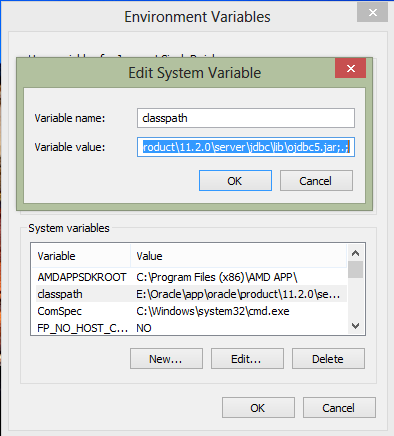 Environment Variables
Edit System Variable
Variable name:
classpath
Variable value:
roduct\11.2.0\server\jdbc\lib\ojdbc5.jar;.;
OK
Cancel
System variables
Variable
Value
AMDAPPSDKROOT
C:\Program Files (x86)\AMD APP\
classpath
E:\Oracle\app\oracle\product\11.2.0\se...
ComSpec
C:\Windows\system32\cmd.exe
FP_NO_HOST_C...
NO
New...
Edit...
Delete
OK
Cancel